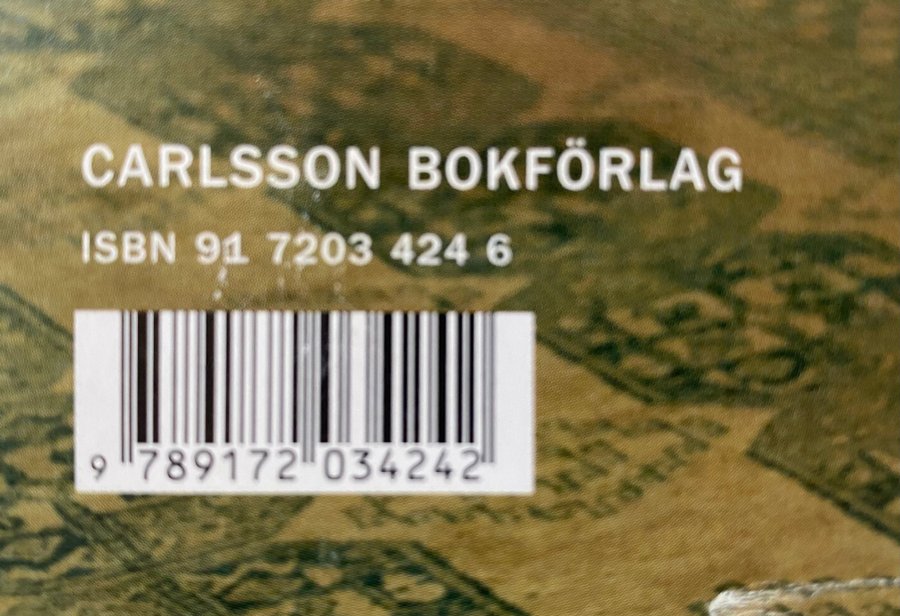 CARLSSON BOKFÖRLAG
ISBN 91 7203 424 6
9 789172 034242